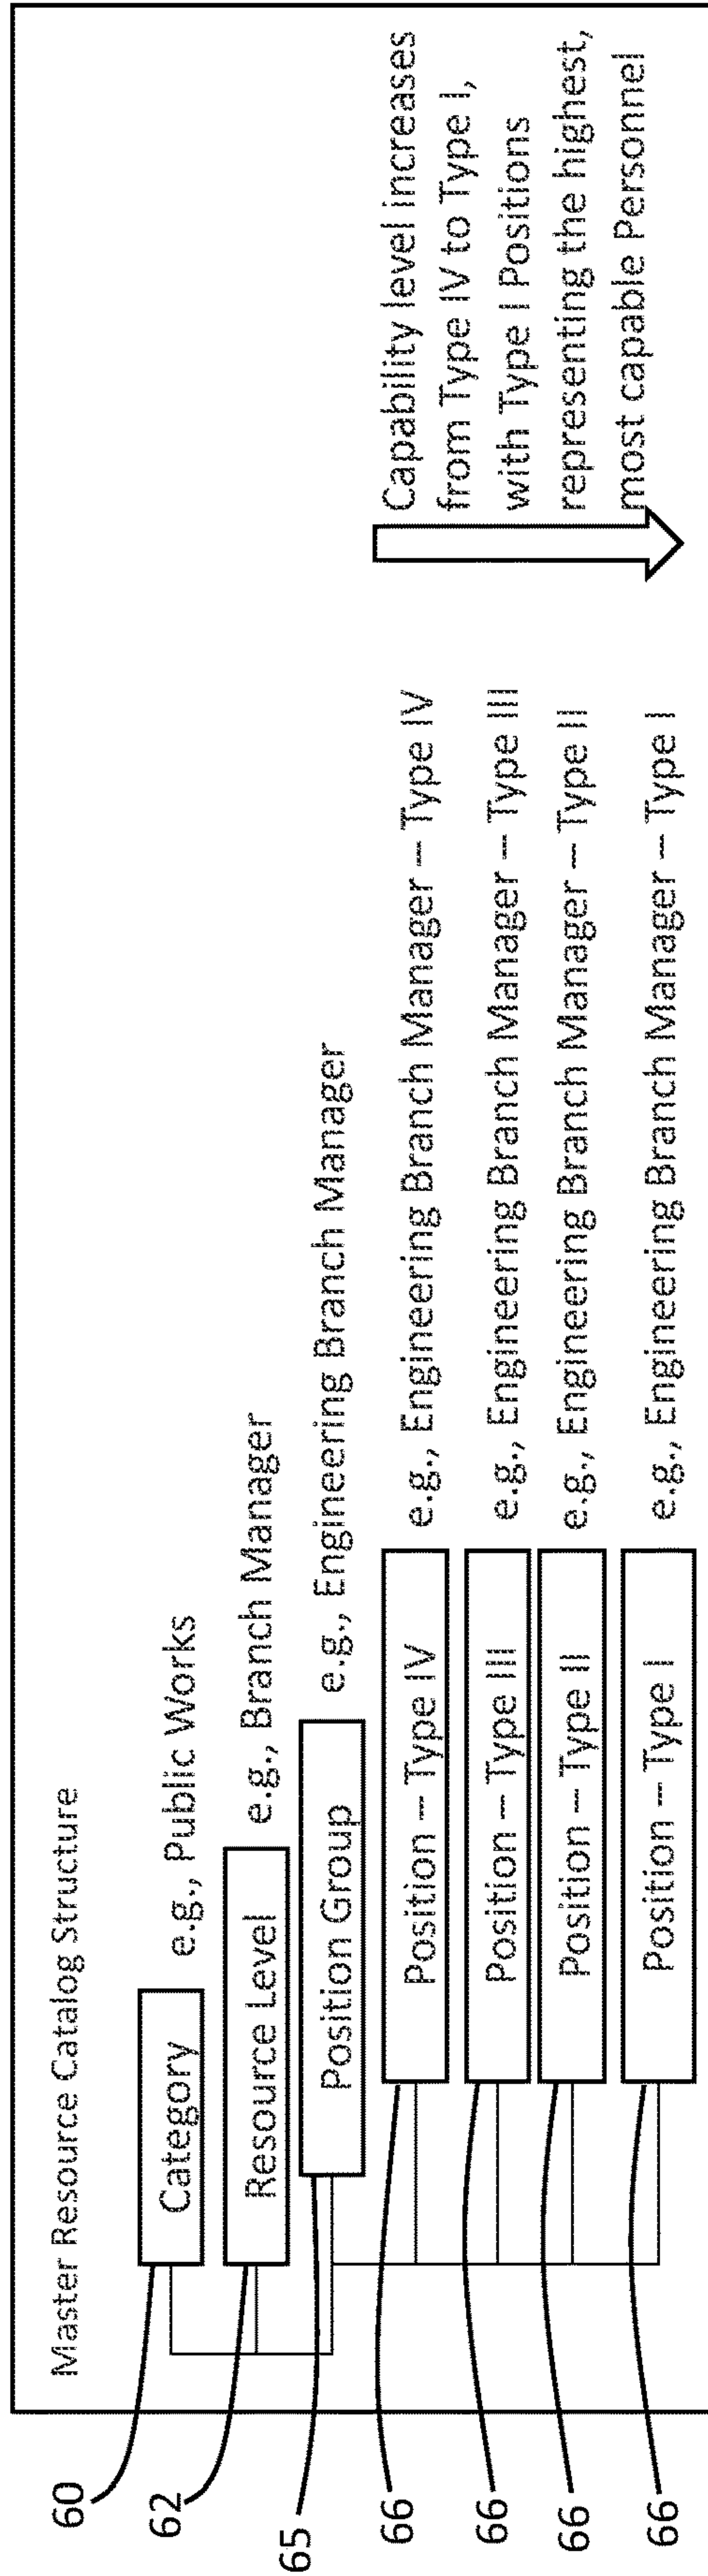 Master Resource Catalog Structure
60
Category
e.g., Public Works
62
Resource Level
e.g., Branch Manager
65
Position Group
e.g., Engineering Branch Manager
66
Position – Type IV
e.g., Engineering Branch Manager – Type IV
66
Position – Type III
e.g., Engineering Branch Manager – Type III
66
Position – Type II
e.g., Engineering Branch Manager – Type II
66
Position – Type I
e.g., Engineering Branch Manager – Type I
Capability level increases
from Type IV to Type I,
with Type I Positions
representing the highest,
most capable Personnel